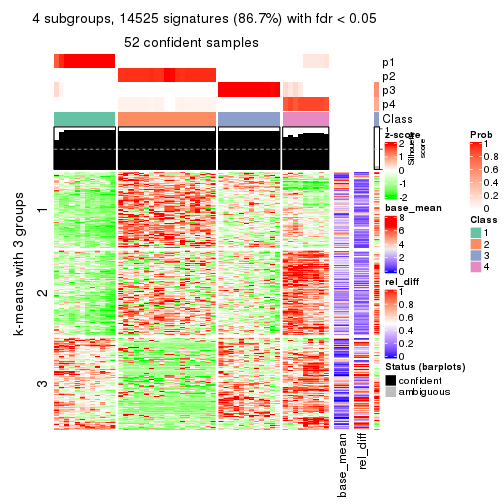 4 subgroups, 14525 signatures (86.7%) with fdr < 0.05
52 confident samples
p1
p2
p3
p4
Class
1
Silhouette
score
k-means with 3 groups
1
2
3
base_mean
rel_diff
z-score
2
1
0
-1
-2
base_mean
8
6
4
2
0
rel_diff
1
0.8
0.6
0.4
0.2
0
Status (barplots)
confident
ambiguous
Prob
1
0.8
0.6
0.4
0.2
0
Class
1
2
3
4